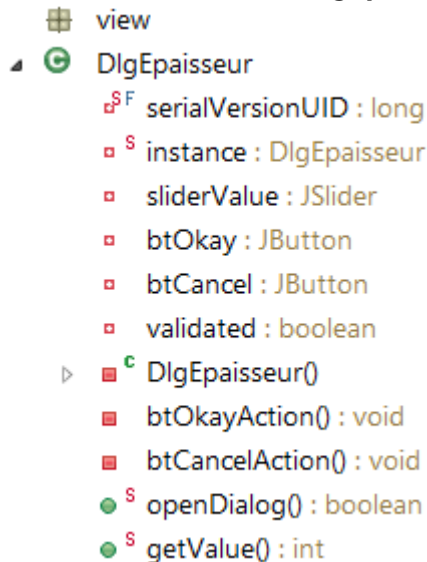 view
DlgEpaisseur
S F serialVersionUID : long
S instance : DlgEpaisseur
sliderValue : JSlider
btOkay : JButton
btCancel : JButton
validated : boolean
C DlgEpaisseur()
btOkayAction() : void
btCancelAction() : void
S openDialog() : boolean
S getValue() : int